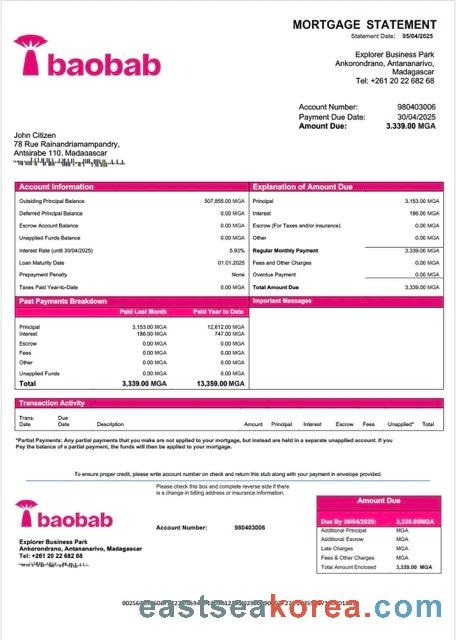 MORTGAGE STATEMENT
Statement Date: 05/04/2025
baobab
Explorer Business Park
Ankorondrano, Antananarivo,
Madagascar
Tel: +261 20 22 682 68
Account Number: 980403006
Payment Due Date: 30/04/2025
Amount Due: 3.339.00 MGA
John Citizen
78 Rue Rainandriamampandry,
Antsirabe 110, Madagascar
Account Information
Outsiding Principal Balance 507,855.00 MGA
Deferred Principal Balance 0.00 MGA
Escrow Account Balance 0.00 MGA
Unapplied Funds Balance 0.00 MGA
Interest Rate (until 30/04/2025) 5.93%
Loan Maturity Date 01.01.2025
Prepayment Penalty None
Taxes Paid Year-to-Date 0.00 MGA
Explanation of Amount Due
Principal 3,153.00 MGA
Interest 186.00 MGA
Escrow (For Taxes and/or insurance) 0.00 MGA
Other 0.00 MGA
Regular Monthly Payment 3,339.00 MGA
Fees and Other Charges 0.00 MGA
Overdue Payment 0.00 MGA
Total Amount Due 3,339.00 MGA
Past Payments Breakdown
Paid Last Month Paid Year to Date
Principal 3,153.00 MGA 12,612.00 MGA
Interest 186.00 MGA 747.00 MGA
Escrow 0.00 MGA 0.00 MGA
Fees 0.00 MGA 0.00 MGA
Other 0.00 MGA 0.00 MGA
Unapplied Funds 0.00 MGA 0.00 MGA
Total 3,339.00 MGA 13,359.00 MGA
Important Messages
Transaction Activity
Trans. Date Due Date Description Amount Principal Interest Escrow Fees Unapplied* Total
*Partial Payments: Any partial payments that you make are not applied to your mortgage, but instead are held in a separate unapplied account. If you
Pay the balance of a partial payment, the funds will then be applied to your mortgage.
To ensure proper credit, please write account number on check and return this stub along with your payment in envelope provided.
Please check this box and complete reverse side if there
is a change in billing address or insurance information.
baobab
Account Number: 980403006
Explorer Business Park
Ankorondrano, Antananarivo, Madagascar
Tel: +261 20 22 682 68
Amount Due
Due By 30/04/2025: 3,339.00MGA
Additional Principal MGA
Additional Escrow MGA
Late Charges MGA
Fees & Other Charges MGA
Total Amount Enclosed 3,339.00 MGA
eastseakorea.com